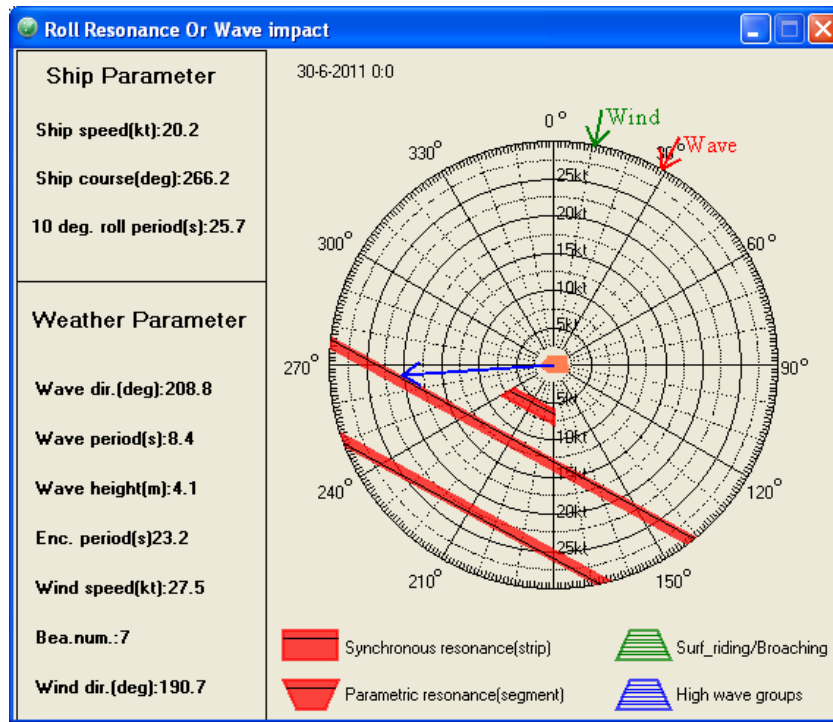 Roll Resonance Or Wave impact
Ship Parameter
Ship speed(kt):20.2
Ship course(deg):266.2
10 deg. roll period(s):25.7
Weather Parameter
Wave dir.(deg):208.8
Wave period(s):8.4
Wave height(m):4.1
Enc. period(s)23.2
Wind speed(kt):27.5
Bea.num.:7
Wind dir.(deg):190.7
30-6-2011 0:0
0°
Wind
30°
Wave
330°
60°
300°
90°
270°
120°
240°
150°
210°
25kt
20kt
15kt
10kt
5kt
5kt
10kt
15kt
20kt
25kt
Synchronous resonance(strip)
Surf_riding/Broaching
Parametric resonance(segment)
High wave groups